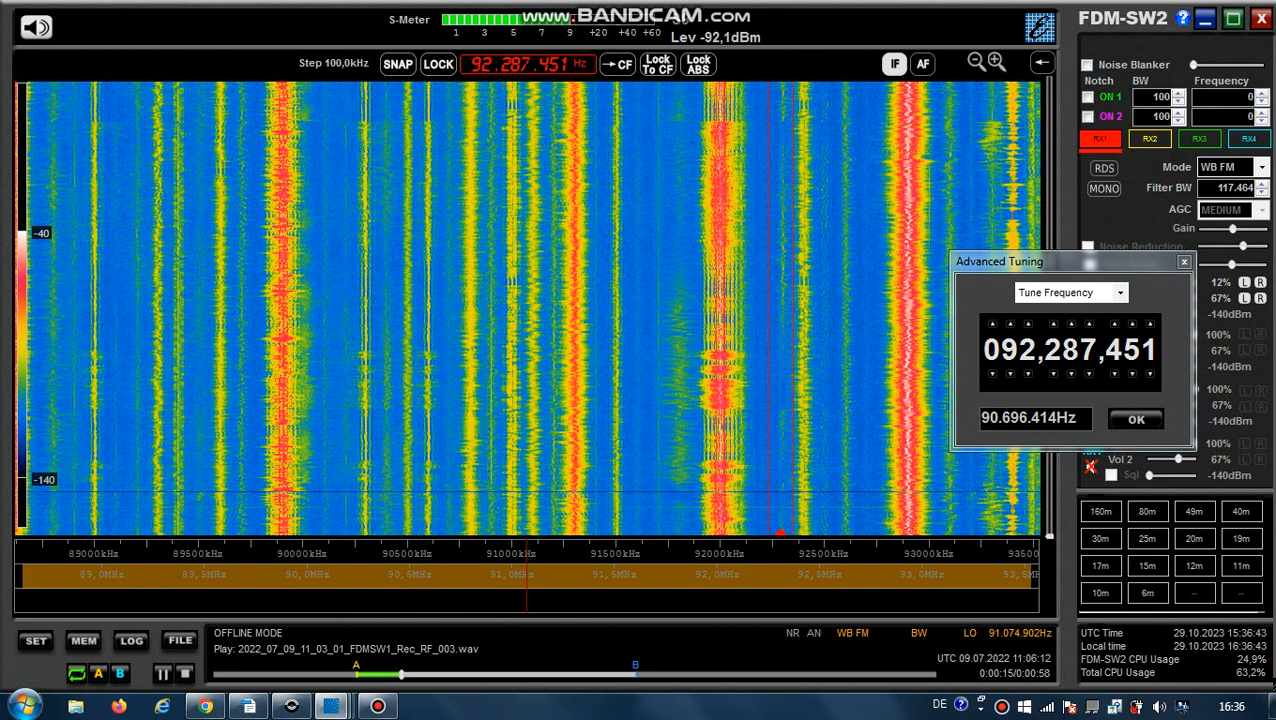 www.BANDICAM.com
S-Meter
1 3 5 7 9 +20 +40 +60
Lev -92,1dBm
FDM-SW2
Step 100,0kHz
SNAP
LOCK
92.287.451 Hz
→CF
Lock To CF
Lock ABS
IF
AF
Noise Blanker
Notch BW Frequency
ON 1 100 0
ON 2 100 0
RX1 RX2 RX3 RX4
RDS
Mode WB FM
MONO
Filter BW 117.464
AGC MEDIUM
Gain
Noise Reduction
Advanced Tuning
Tune Frequency
092,287,451
90.696.414Hz
OK
12% L R
67% L R
-140dBm
100% L R
67% L R
-140dBm
100% L R
67% L R
-140dBm
100% L R
Vol 2 67% L R
Sql -140dBm
-40
-140
89000kHz 89500kHz 90000kHz 90500kHz 91000kHz 91500kHz 92000kHz 92500kHz 93000kHz 93500
89,0MHz 89,5MHz 90,0MHz 90,5MHz 91,0MHz 91,5MHz 92,0MHz 92,5MHz 93,0MHz 93,5MH
160m 80m 49m 40m
30m 25m 20m 19m
17m 15m 12m 11m
10m 6m -- --
SET MEM LOG FILE
A B
OFFLINE MODE
NR AN WB FM BW LO 91.074.902Hz
Play: 2022_07_09_11_03_01_FDMSW1_Rec_RF_003.wav
A B
UTC 09.07.2022 11:06:12
0:00:15/0:00:58
UTC Time 29.10.2023 15:36:43
Local time 29.10.2023 16:36:43
FDM-SW2 CPU Usage 24,9%
Total CPU Usage 63,2%
DE
16:36